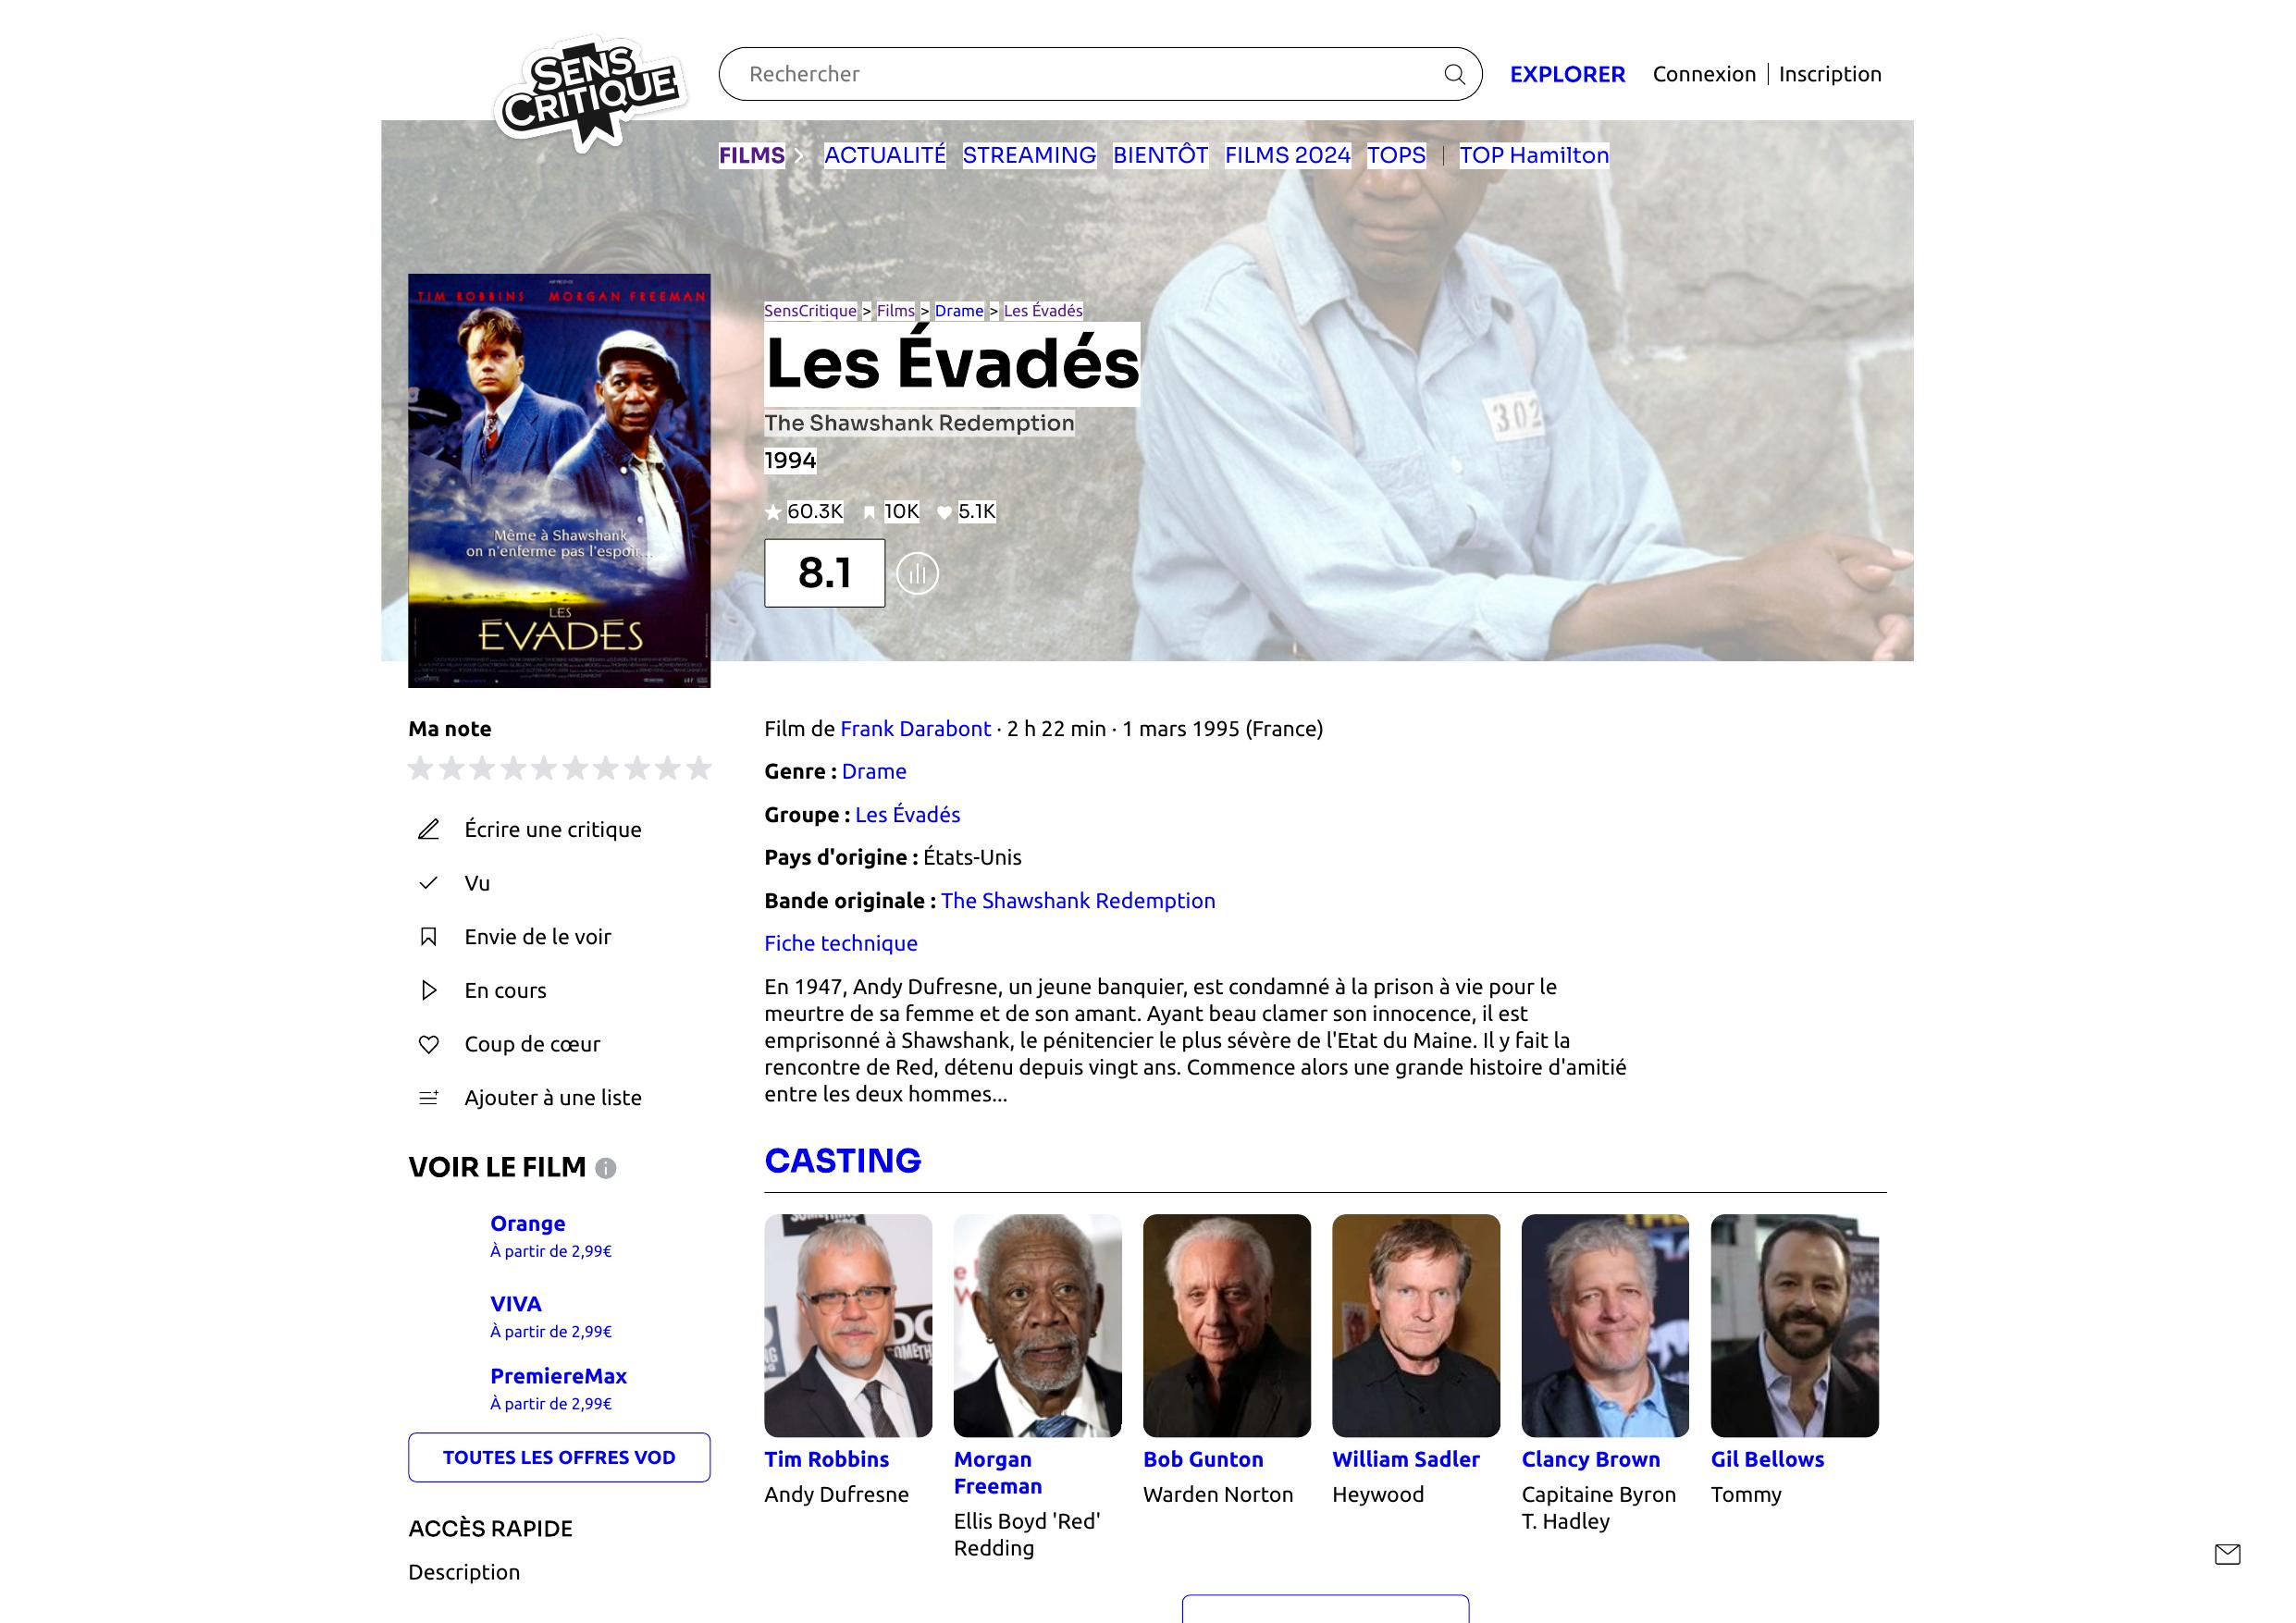 SENS
CRITIQUE
Rechercher
EXPLORER
Connexion | Inscription
FILMS > ACTUALITÉ STREAMING BIENTÔT FILMS 2024 TOPS | TOP Hamilton
TIM ROBBINS MORGAN FREEMAN
Même à Shawshank
on n'enferme pas l'espoir...
LES
ÉVADÉS
SensCritique > Films > Drame > Les Évadés
Les Évadés
The Shawshank Redemption
1994
60.3K 10K 5.1K
8.1
302
Ma note
Écrire une critique
Vu
Envie de le voir
En cours
Coup de cœur
Ajouter à une liste
VOIR LE FILM
Orange
À partir de 2,99€
VIVA
À partir de 2,99€
PremiereMax
À partir de 2,99€
TOUTES LES OFFRES VOD
ACCÈS RAPIDE
Description
Film de Frank Darabont · 2 h 22 min · 1 mars 1995 (France)
Genre : Drame
Groupe : Les Évadés
Pays d'origine : États-Unis
Bande originale : The Shawshank Redemption
Fiche technique
En 1947, Andy Dufresne, un jeune banquier, est condamné à la prison à vie pour le
meurtre de sa femme et de son amant. Ayant beau clamer son innocence, il est
emprisonné à Shawshank, le pénitencier le plus sévère de l'Etat du Maine. Il y fait la
rencontre de Red, détenu depuis vingt ans. Commence alors une grande histoire d'amitié
entre les deux hommes...
CASTING
Tim Robbins
Andy Dufresne
Morgan
Freeman
Ellis Boyd 'Red'
Redding
Bob Gunton
Warden Norton
William Sadler
Heywood
Clancy Brown
Capitaine Byron
T. Hadley
Gil Bellows
Tommy